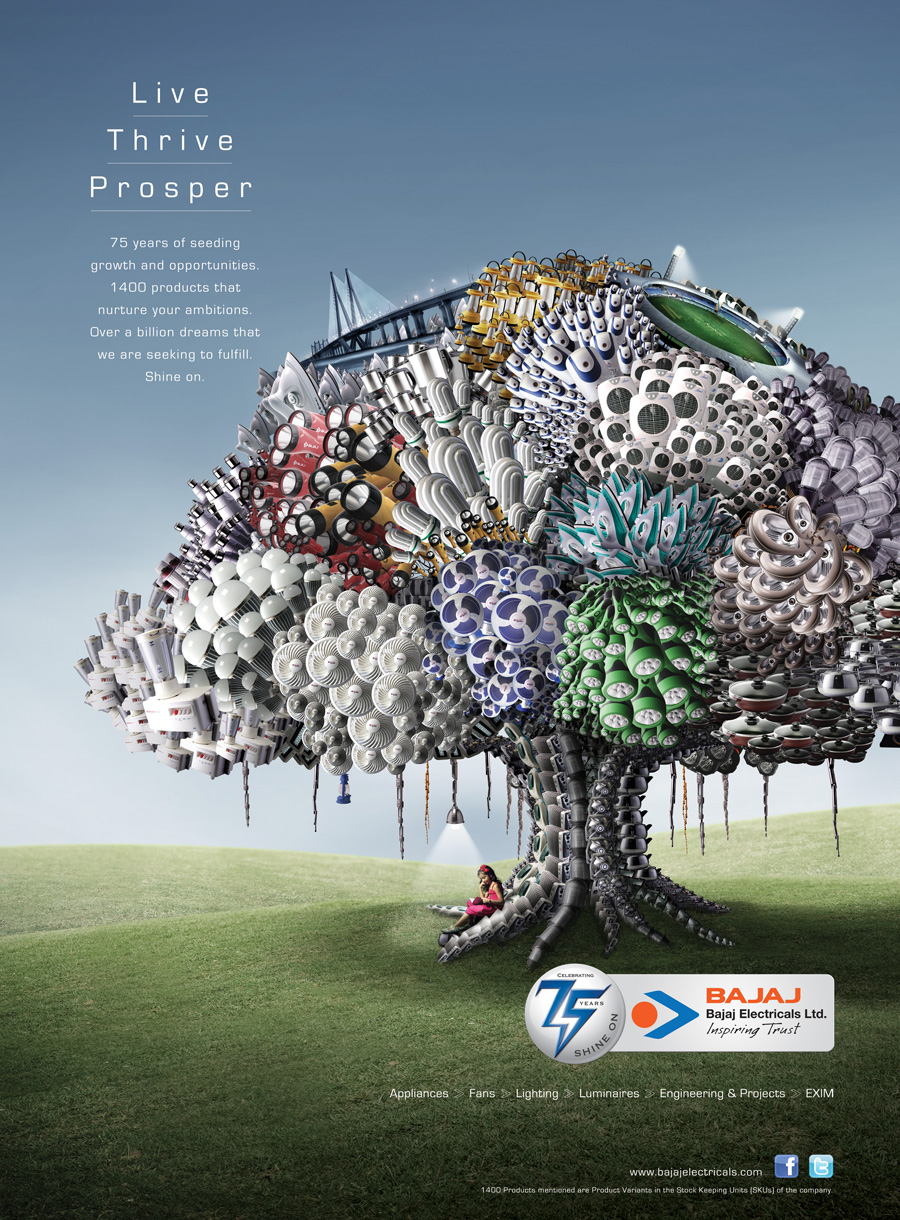 Live
Thrive
Prosper
75 years of seeding
growth and opportunities.
1400 products that
nurture your ambitions.
Over a billion dreams that
we are seeking to fulfill.
Shine on.
CELEBRATING
75
YEARS
SHINE ON
BAJAJ
Bajaj Electricals Ltd.
Inspiring Trust
Appliances >> Fans >> Lighting >> Luminaires >> Engineering & Projects >> EXIM
www.bajajelectricals.com f t
1400 Products mentioned are Product Variants in the Stock Keeping Units (SKUs) of the company.